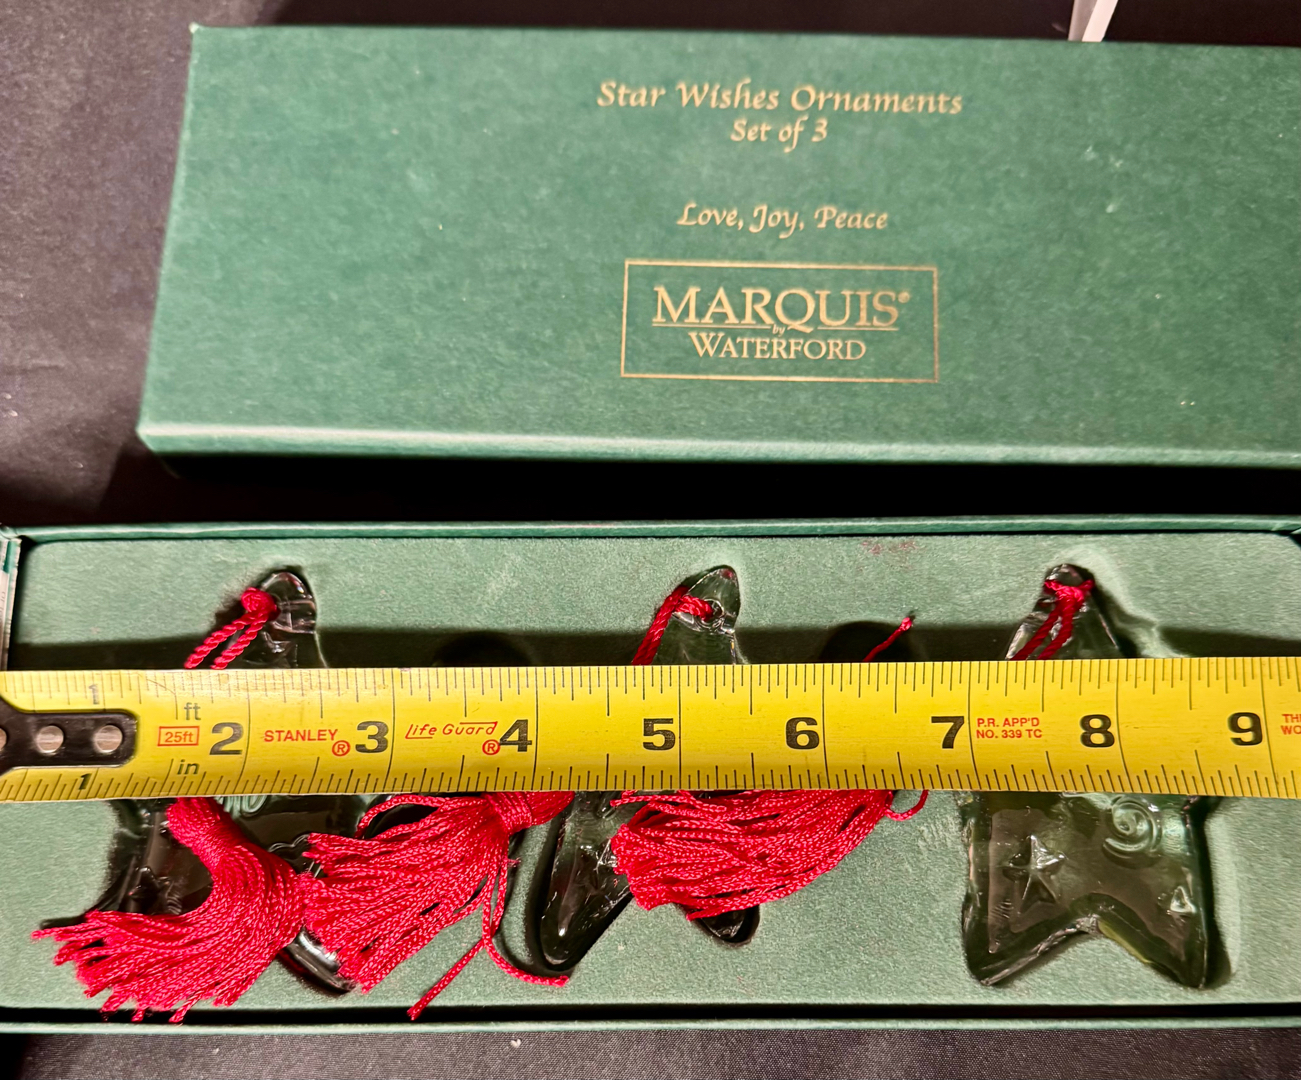 Star Wishes Ornaments
Set of 3
Love, Joy, Peace
MARQUIS®
by
WATERFORD
1 ft 2 3 4 5 6 7 8 9
25ft STANLEY® Life Guard® P.R. APP'D
NO. 339 TC
in
1